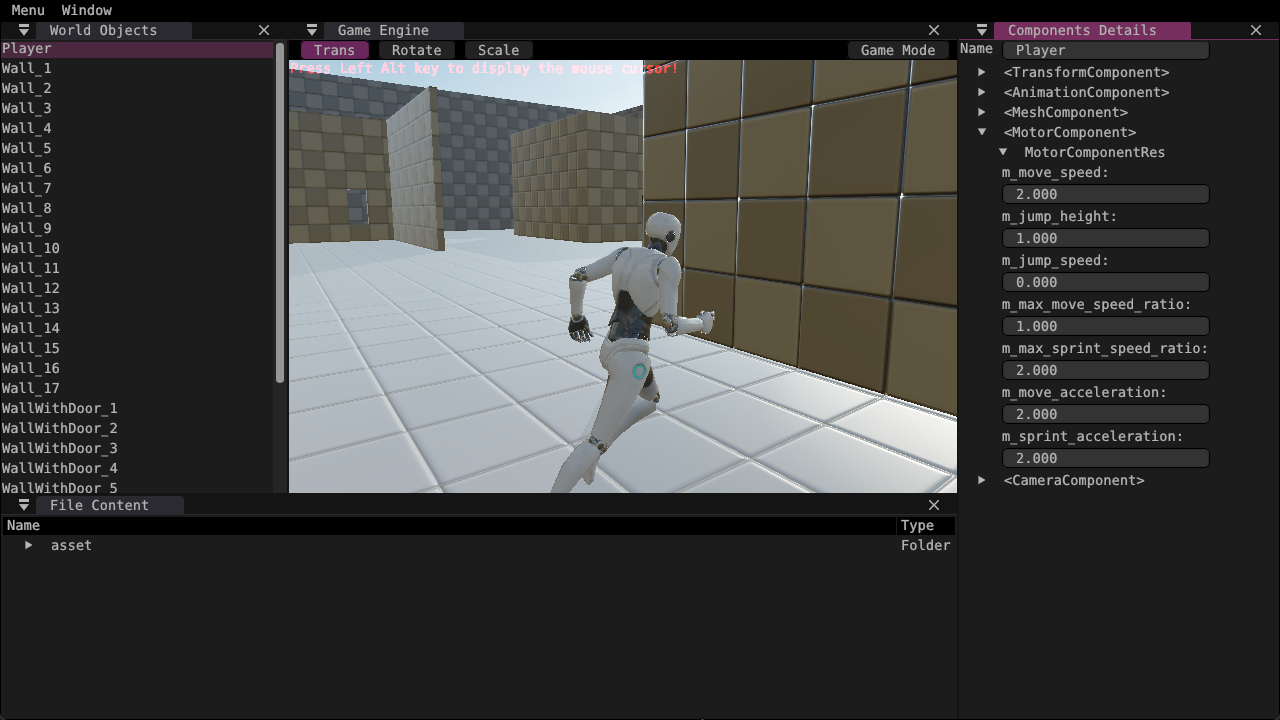 Menu Window
World Objects
Player
Wall_1
Wall_2
Wall_3
Wall_4
Wall_5
Wall_6
Wall_7
Wall_8
Wall_9
Wall_10
Wall_11
Wall_12
Wall_13
Wall_14
Wall_15
Wall_16
Wall_17
WallWithDoor_1
WallWithDoor_2
WallWithDoor_3
WallWithDoor_4
WallWithDoor_5
Game Engine
Trans Rotate Scale Game Mode
Press Left Alt key to display the mouse cursor!
Components Details
Name Player
<TransformComponent>
<AnimationComponent>
<MeshComponent>
<MotorComponent>
MotorComponentRes
m_move_speed:
2.000
m_jump_height:
1.000
m_jump_speed:
0.000
m_max_move_speed_ratio:
1.000
m_max_sprint_speed_ratio:
2.000
m_move_acceleration:
2.000
m_sprint_acceleration:
2.000
<CameraComponent>
File Content
Name Type
asset Folder